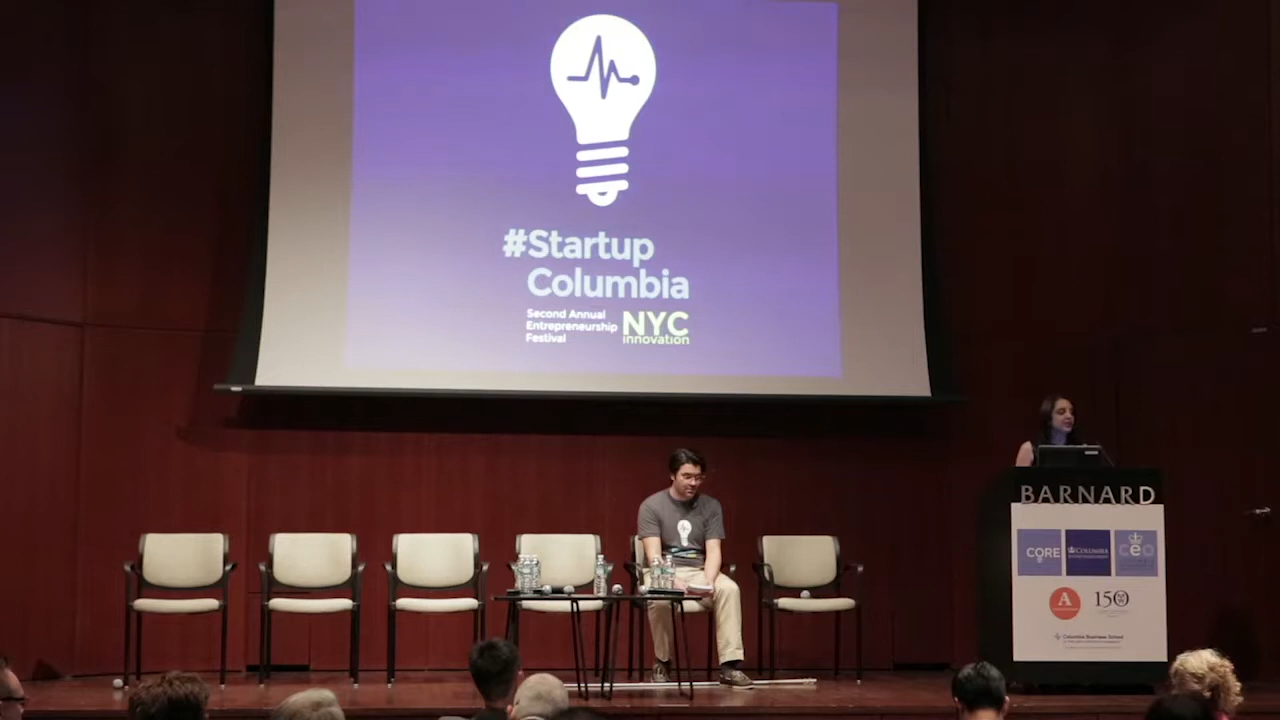 #Startup
Columbia
Second Annual
Entrepreneurship
Festival
NYC
innovation
BARNARD
CORE
COLUMBIA
ceo
A
150
Columbia Business School